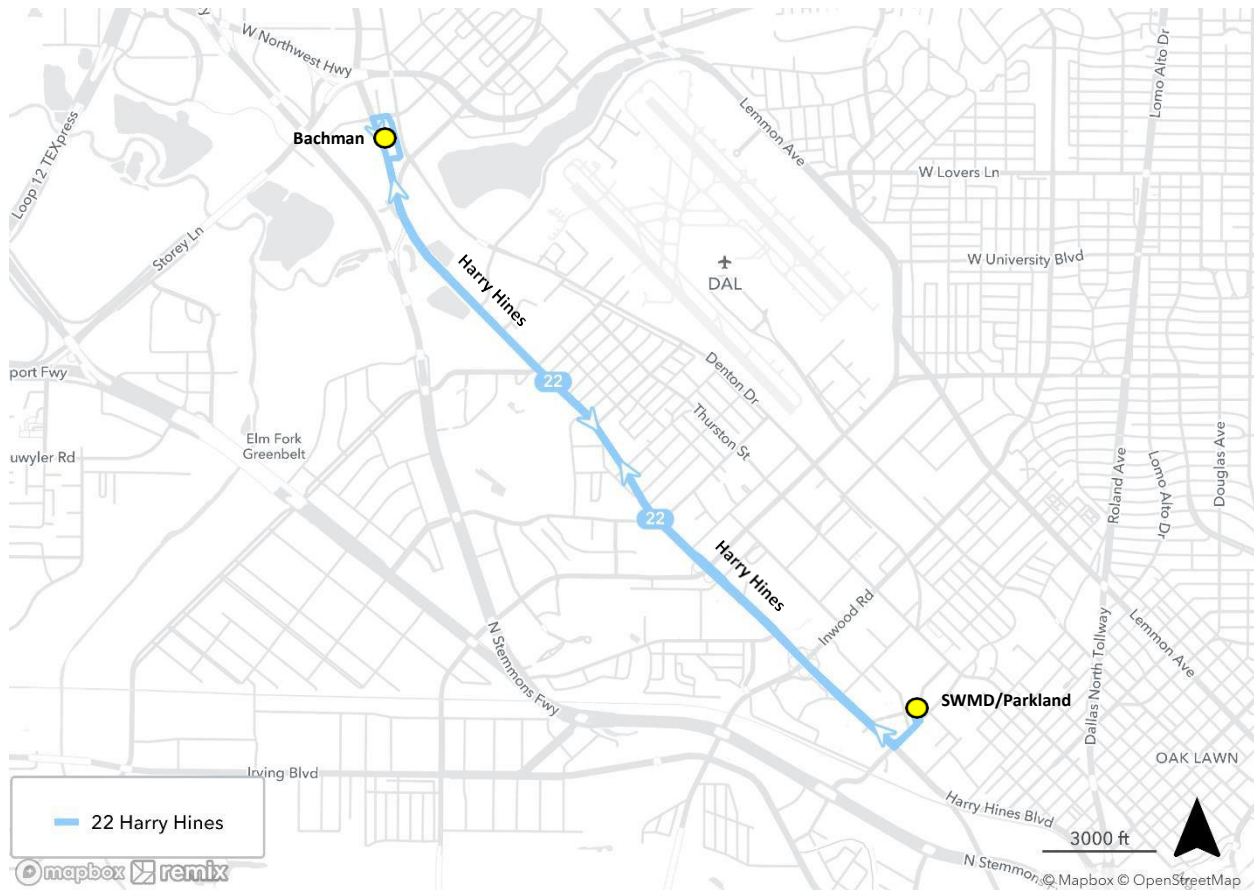 W Northwest Hwy
Lomo Alto Dr
Lemmon Ave
Bachman
Loop 12 TEXpress
W Lovers Ln
Storey Ln
W University Blvd
DAL
Harry Hines
Denton Dr
port Fwy
22
Thurston St
Elm Fork
Greenbelt
uwyler Rd
Roland Ave
Lomo Alto Dr
Douglas Ave
22
Harry Hines
Inwood Rd
N Stemmons Fwy
Lemmon Ave
Dallas North Tollway
SWMD/Parkland
OAK LAWN
Irving Blvd
Harry Hines Blvd
22 Harry Hines
3000 ft
N Stemmons F
mapbox remix
© Mapbox © OpenStreetMap